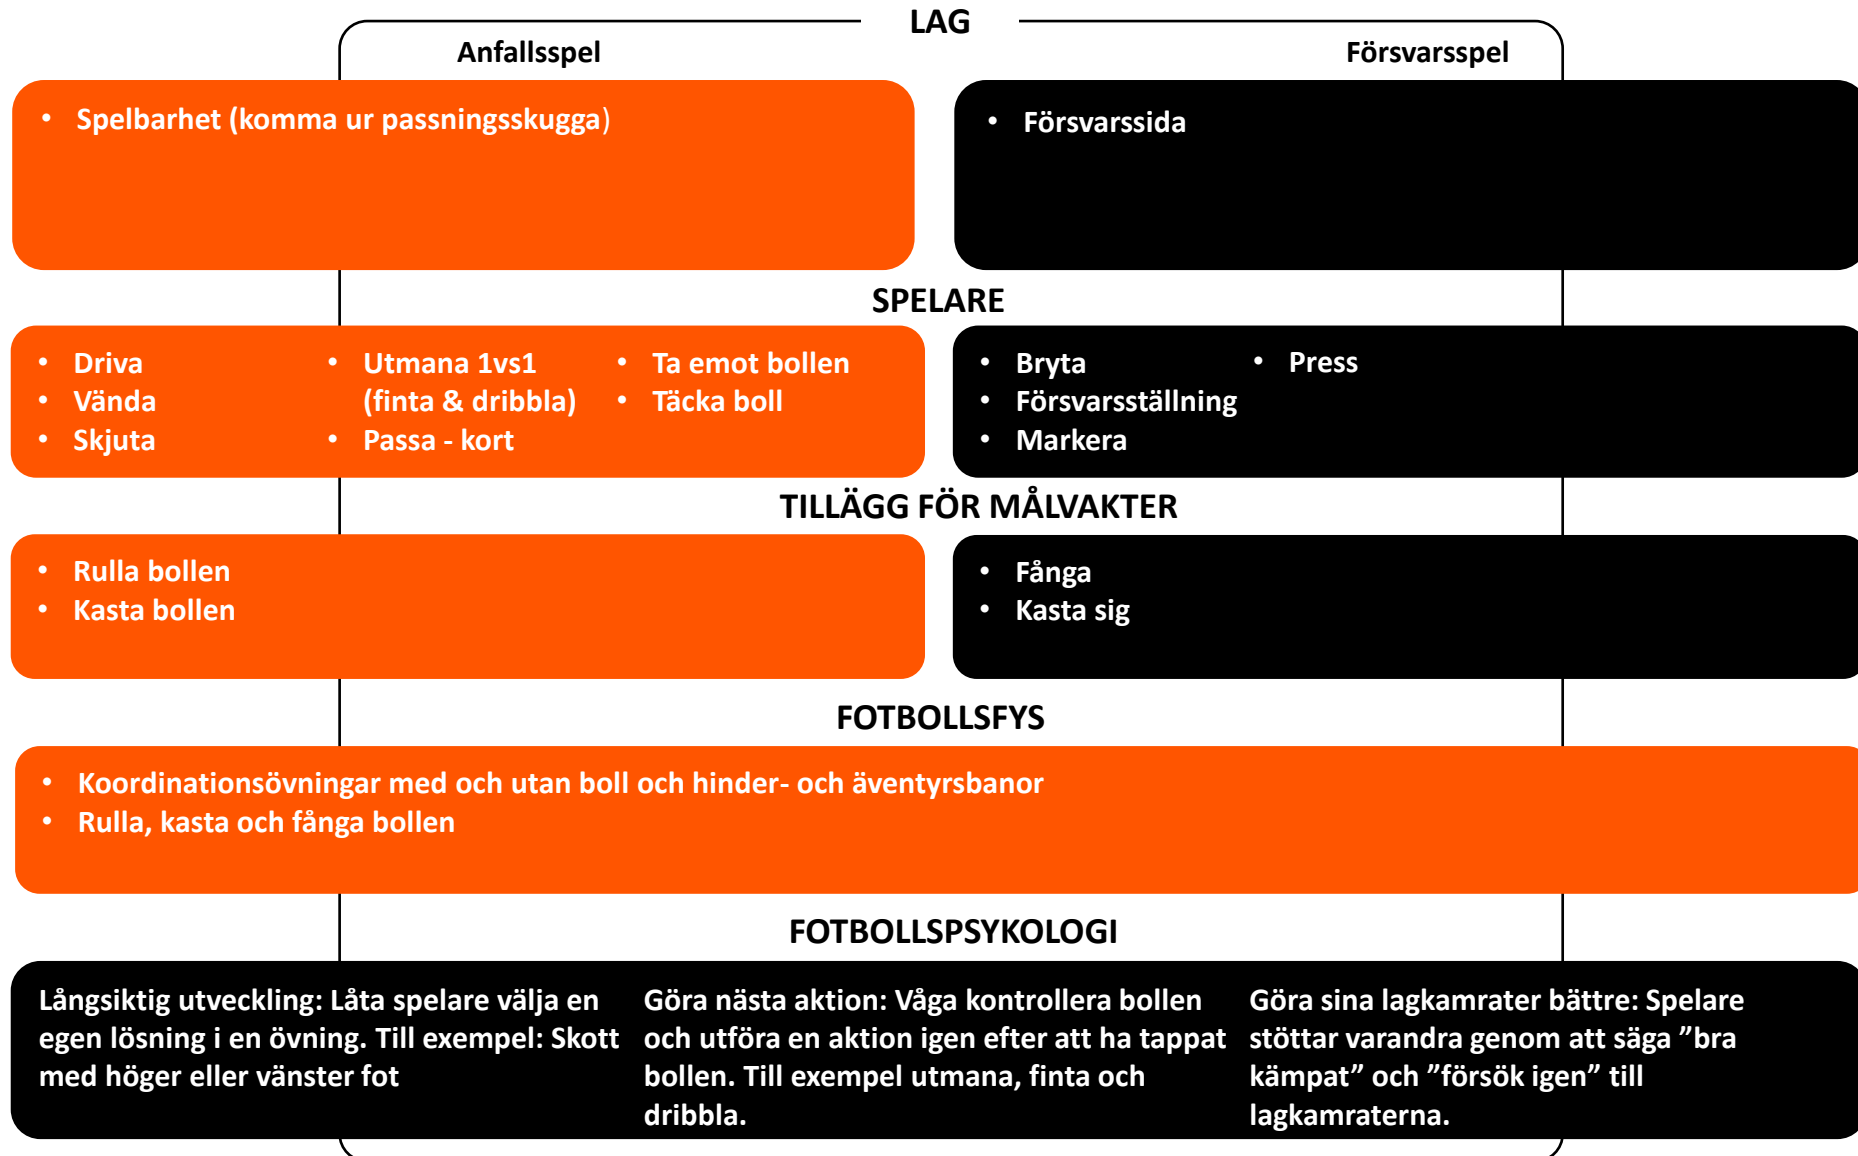 LAG
Anfallsspel
Försvarsspel
• Spelbarhet (komma ur passningsskugga)
• Försvarssida
SPELARE
• Driva
• Vända
• Skjuta
• Utmana 1vs1
(finta & dribbla)
• Passa - kort
• Ta emot bollen
• Täcka boll
• Bryta
• Försvarsställning
• Markera
• Press
TILLÄGG FÖR MÅLVAKTER
• Rulla bollen
• Kasta bollen
• Fånga
• Kasta sig
FOTBOLLSFYS
• Koordinationsövningar med och utan boll och hinder- och äventyrsbanor
• Rulla, kasta och fånga bollen
FOTBOLLSPSYKOLOGI
Långsiktig utveckling: Låta spelare välja en
egen lösning i en övning. Till exempel: Skott
med höger eller vänster fot
Göra nästa aktion: Våga kontrollera bollen
och utföra en aktion igen efter att ha tappat
bollen. Till exempel utmana, finta och
dribbla.
Göra sina lagkamrater bättre: Spelare
stöttar varandra genom att säga ”bra
kämpat” och ”försök igen” till
lagkamraterna.